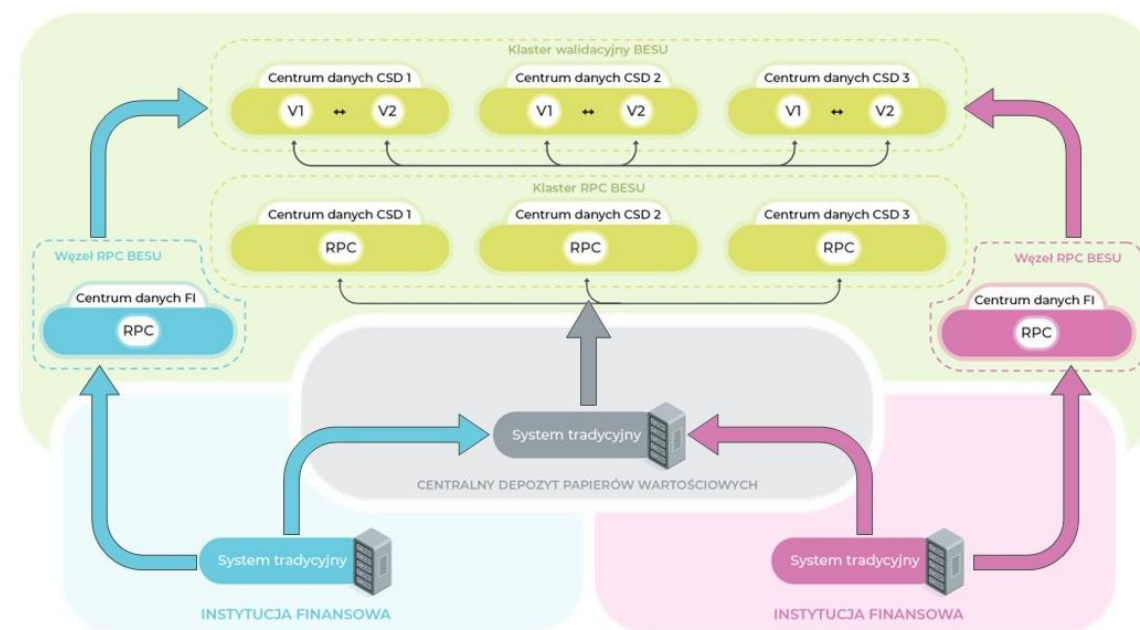 Klaster walidacyjny BESU
Centrum danych CSD 1
Centrum danych CSD 2
Centrum danych CSD 3
V1 ↔ V2
V1 ↔ V2
V1 ↔ V2
Klaster RPC BESU
Centrum danych CSD 1
Centrum danych CSD 2
Centrum danych CSD 3
RPC
RPC
RPC
Węzeł RPC BESU
Centrum danych FI
RPC
Węzeł RPC BESU
Centrum danych FI
RPC
System tradycyjny
CENTRALNY DEPOZYT PAPIERÓW WARTOŚCIOWYCH
System tradycyjny
INSTYTUCJA FINANSOWA
System tradycyjny
INSTYTUCJA FINANSOWA